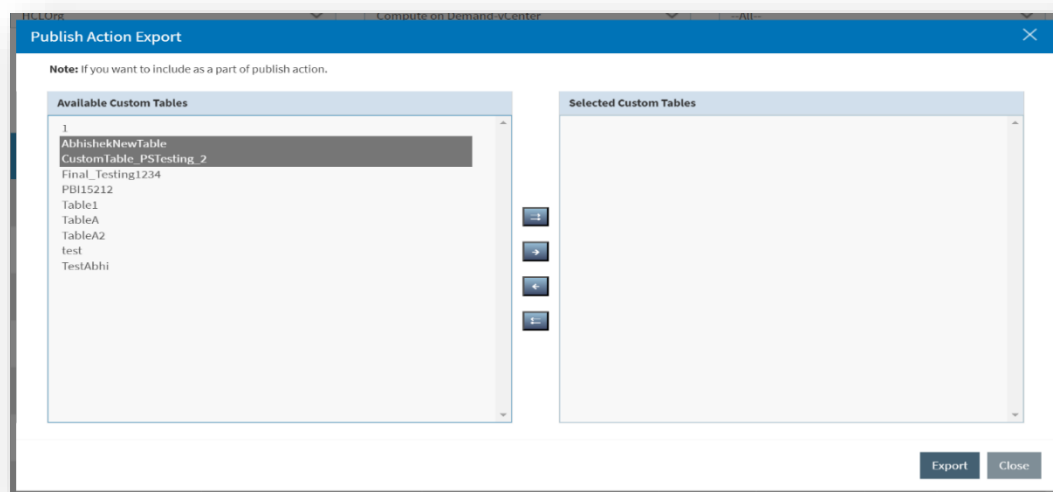 HCLOrg
Compute on Demand-vCenter
--All--
Publish Action Export
Note: If you want to include as a part of publish action.
Available Custom Tables
Selected Custom Tables
1
AbhishekNewTable
CustomTable_PSTesting_2
Final_Testing1234
PBI15212
Table1
TableA
TableA2
test
TestAbhi
Export
Close